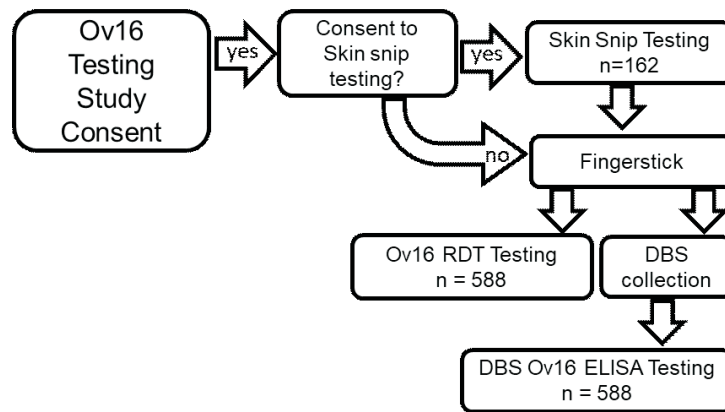 Ov16
Testing
Study
Consent
yes
Consent to
Skin snip
testing?
yes
Skin Snip Testing
n=162
no
Fingerstick
Ov16 RDT Testing
n = 588
DBS
collection
DBS Ov16 ELISA Testing
n = 588